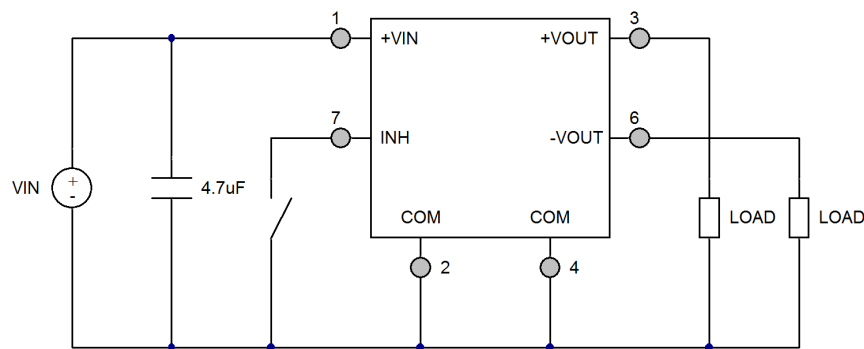 1
3
+VIN
+VOUT
7
6
INH
-VOUT
+
VIN
-
4.7uF
COM
COM
LOAD
LOAD
2
4